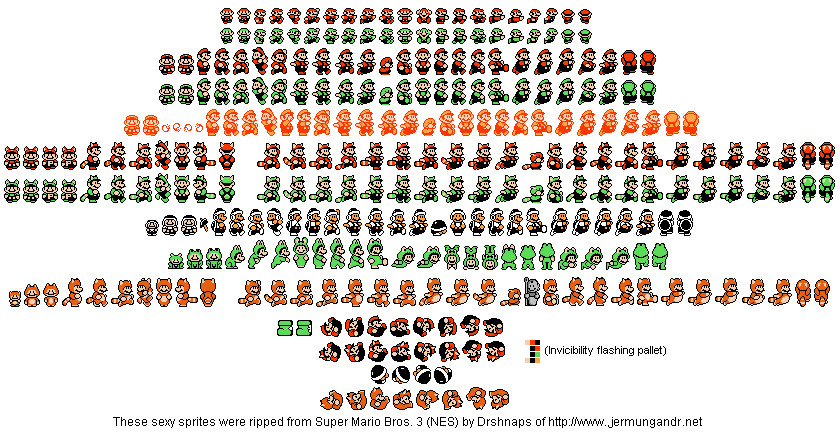 (Invicibility flashing pallet)
These sexy sprites were ripped from Super Mario Bros. 3 (NES) by Drshnaps of http://www.jermungandr.net